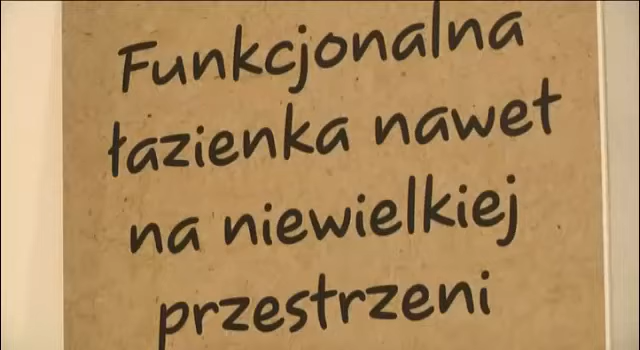 Funkcjonalna
łazienka nawet
na niewielkiej
przestrzeni